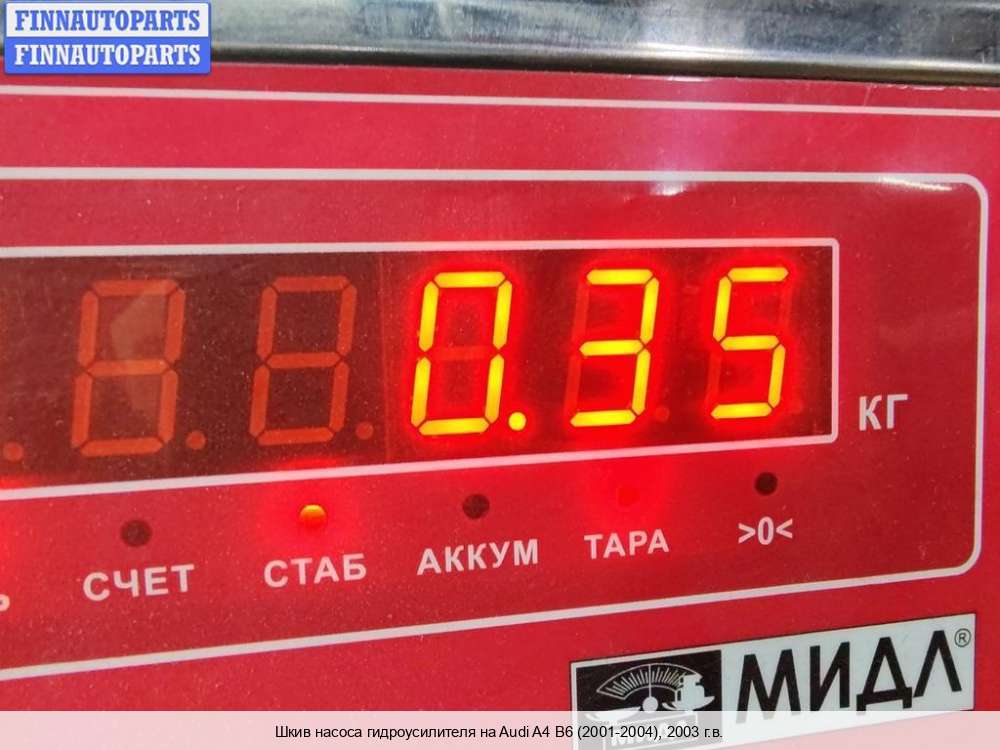 FINNAUTOPARTS
FINNAUTOPARTS
0.35
КГ
СЧЕТ СТАБ АККУМ ТАРА >0<
МИДЛ®
Шкив насоса гидроусилителя на Audi A4 B6 (2001-2004), 2003 г.в.